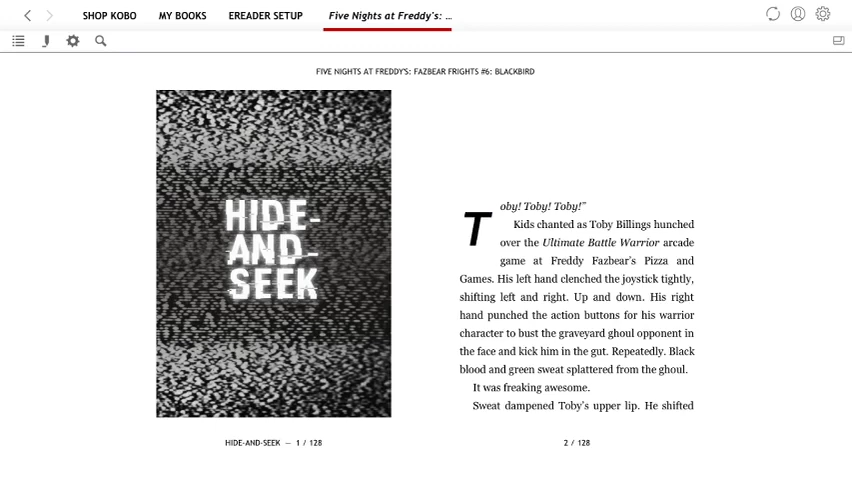 SHOP KOBO
MY BOOKS
EREADER SETUP
Five Nights at Freddy's: ...
FIVE NIGHTS AT FREDDY'S: FAZBEAR FRIGHTS #6: BLACKBIRD
HIDE-
AND-
SEEK
HIDE-AND-SEEK — 1 / 128
Toby! Toby! Toby!"
Kids chanted as Toby Billings hunched
over the Ultimate Battle Warrior arcade
game at Freddy Fazbear's Pizza and
Games. His left hand clenched the joystick tightly,
shifting left and right. Up and down. His right
hand punched the action buttons for his warrior
character to bust the graveyard ghoul opponent in
the face and kick him in the gut. Repeatedly. Black
blood and green sweat splattered from the ghoul.
It was freaking awesome.
Sweat dampened Toby's upper lip. He shifted
2 / 128